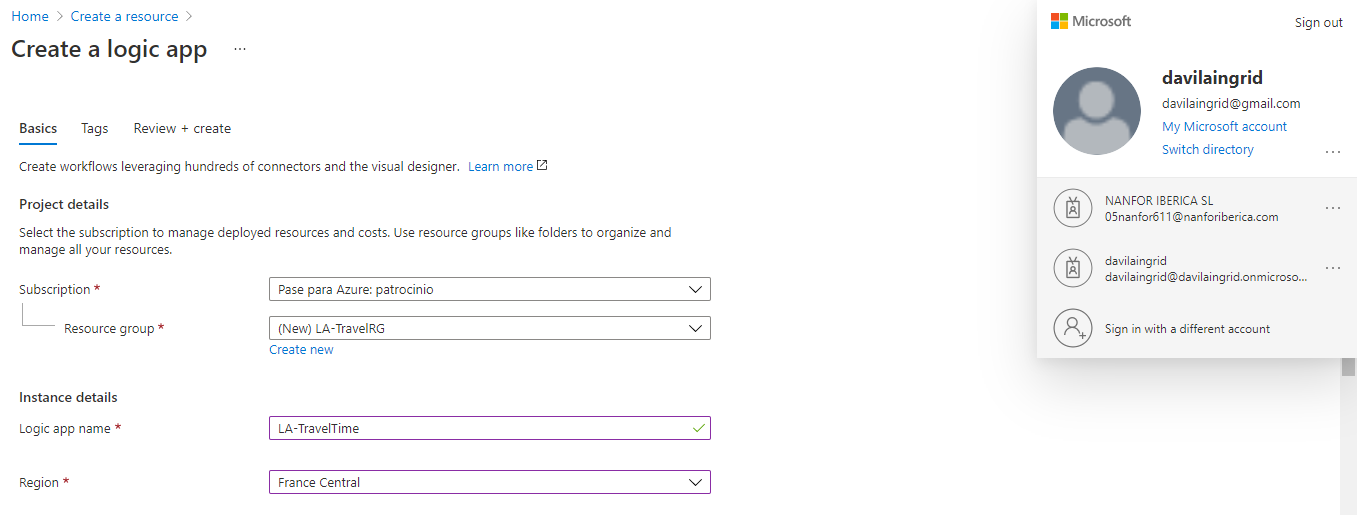 Home > Create a resource >
Create a logic app ...
Basics Tags Review + create
Create workflows leveraging hundreds of connectors and the visual designer. Learn more
Project details
Select the subscription to manage deployed resources and costs. Use resource groups like folders to organize and
manage all your resources.
Subscription *
Pase para Azure: patrocinio
Resource group *
(New) LA-TravelRG
Create new
Instance details
Logic app name *
LA-TravelTime
Region *
France Central
Microsoft
Sign out
davilaingrid
davilaingrid@gmail.com
My Microsoft account
Switch directory
...
NANFOR IBERICA SL
05nanfor611@nanforiberica.com
...
davilaingrid
davilaingrid@davilaingrid.onmicroso...
...
Sign in with a different account